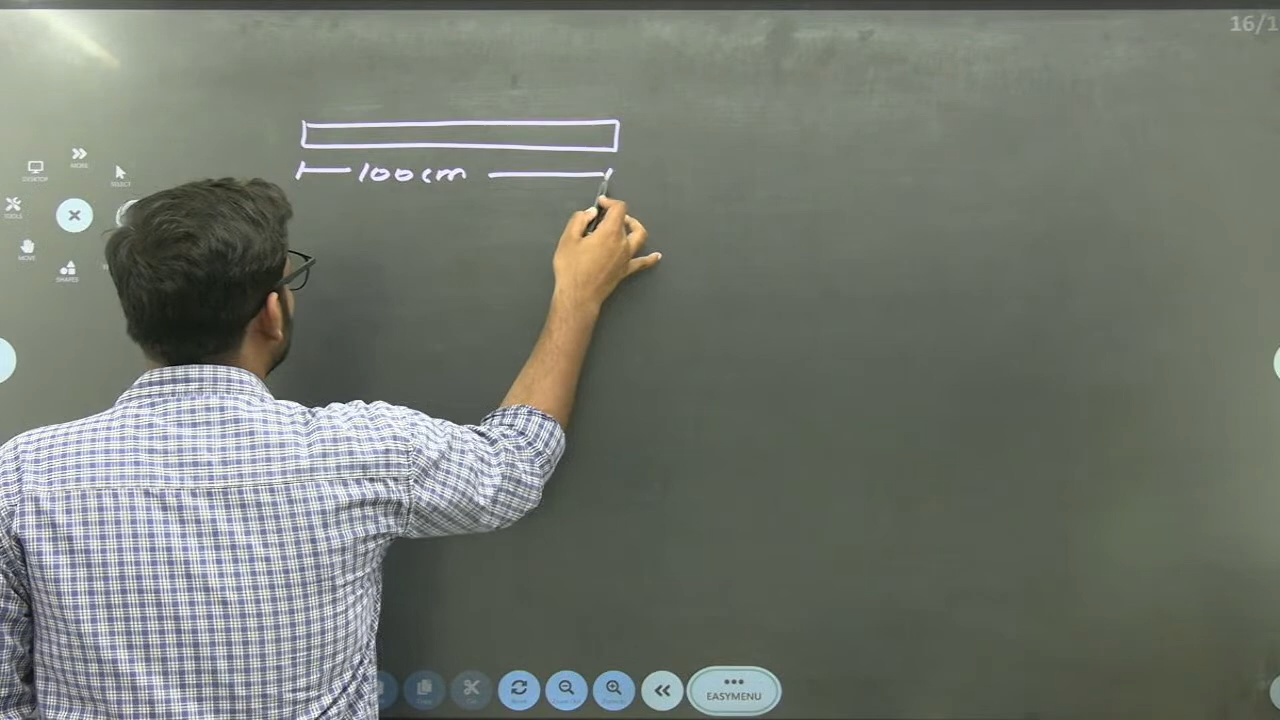 16/1
100cm
MORE
DESKTOP
SELECT
TOOLS
MOVE
SHAPES
EASYMENU